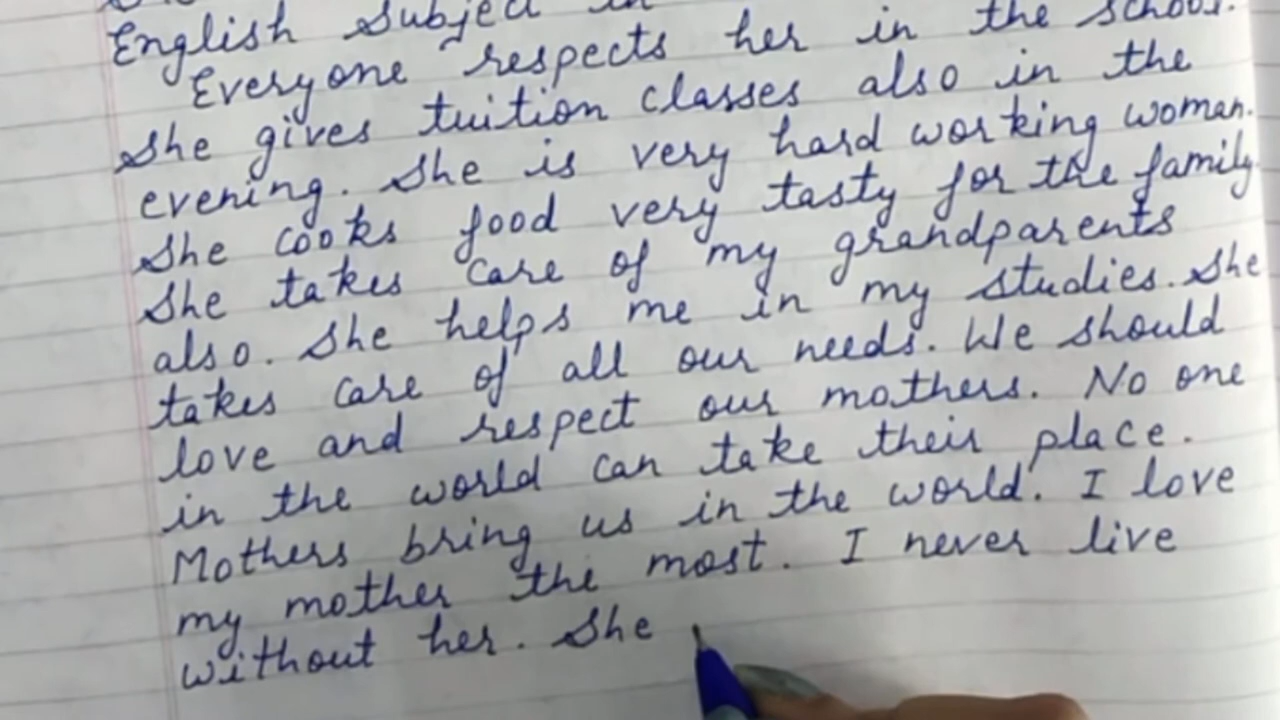 English subject in
Everyone respects her in the school.
She gives tuition classes also in the
evening. She is very hard working woman.
She cooks food very tasty for the family.
She takes care of my grandparents
also. She helps me in my studies. She
takes care of all our needs. We should
love and respect our mothers. No one
in the world can take their place.
Mothers bring us in the world. I love
my mother the most. I never live
without her. She